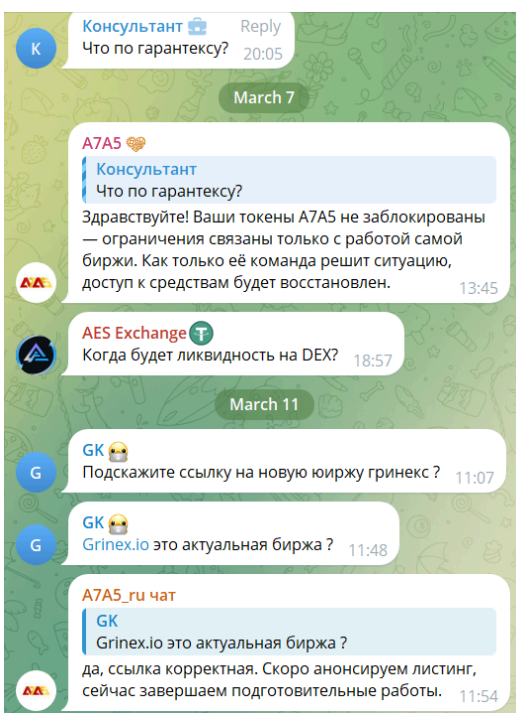 Консультант Reply
Что по гарантексу? 20:05
March 7
A7A5
Консультант
Что по гарантексу?
Здравствуйте! Ваши токены А7А5 не заблокированы
— ограничения связаны только с работой самой
биржи. Как только её команда решит ситуацию,
доступ к средствам будет восстановлен. 13:45
AES Exchange
Когда будет ликвидность на DEX? 18:57
March 11
GK
Подскажите ссылку на новую юиржу гринекс ? 11:07
GK
Grinex.io это актуальная биржа ? 11:48
A7A5_ru чат
GK
Grinex.io это актуальная биржа ?
да, ссылка корректная. Скоро анонсируем листинг,
сейчас завершаем подготовительные работы. 11:54
К
G
G